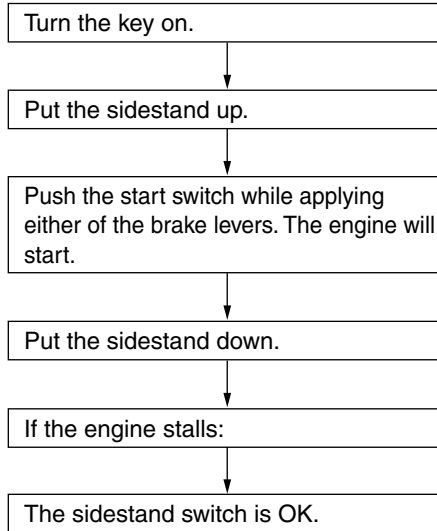 Turn the key on.
Put the sidestand up.
Push the start switch while applying
either of the brake levers. The engine will
start.
Put the sidestand down.
If the engine stalls:
The sidestand switch is OK.